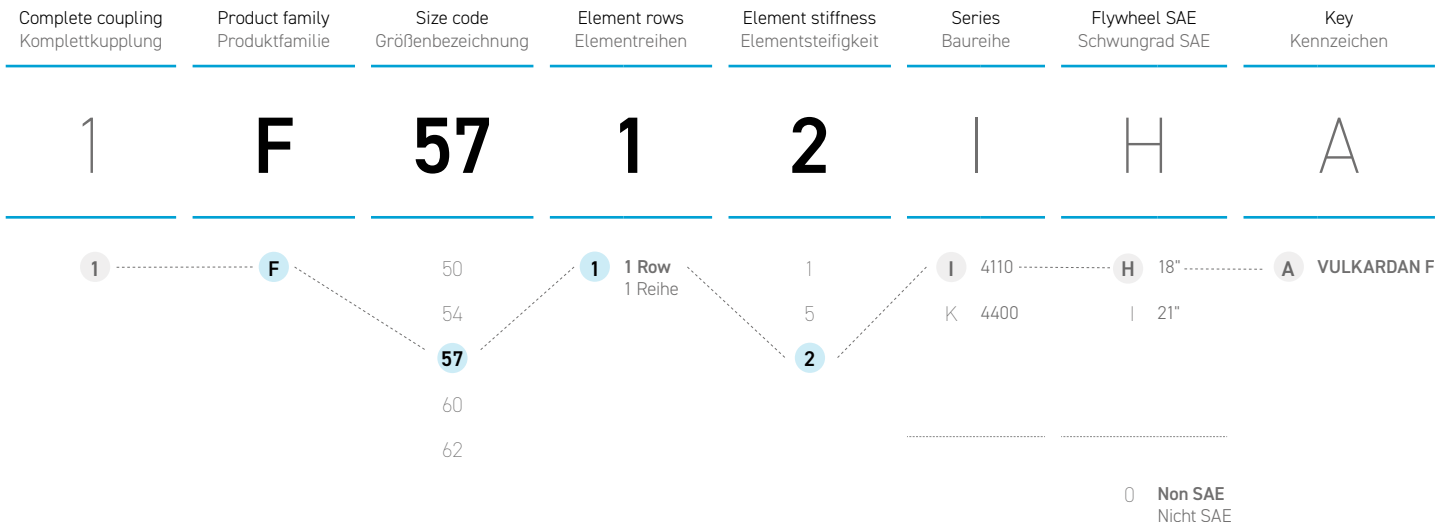 Complete coupling Product family Size code Element rows Element stiffness Series Flywheel SAE Key
Komplettkupplung Produktfamilie Größenbezeichnung Elementreihen Elementsteifigkeit Baureihe Schwungrad SAE Kennzeichen
1 F 57 1 2 I H A
1 F 50 1 1 Row 1 I 4110 H 18" A VULKARDAN F
1 Reihe
54 5 K 4400 I 21"
57 2
60
62
0 Non SAE
Nicht SAE